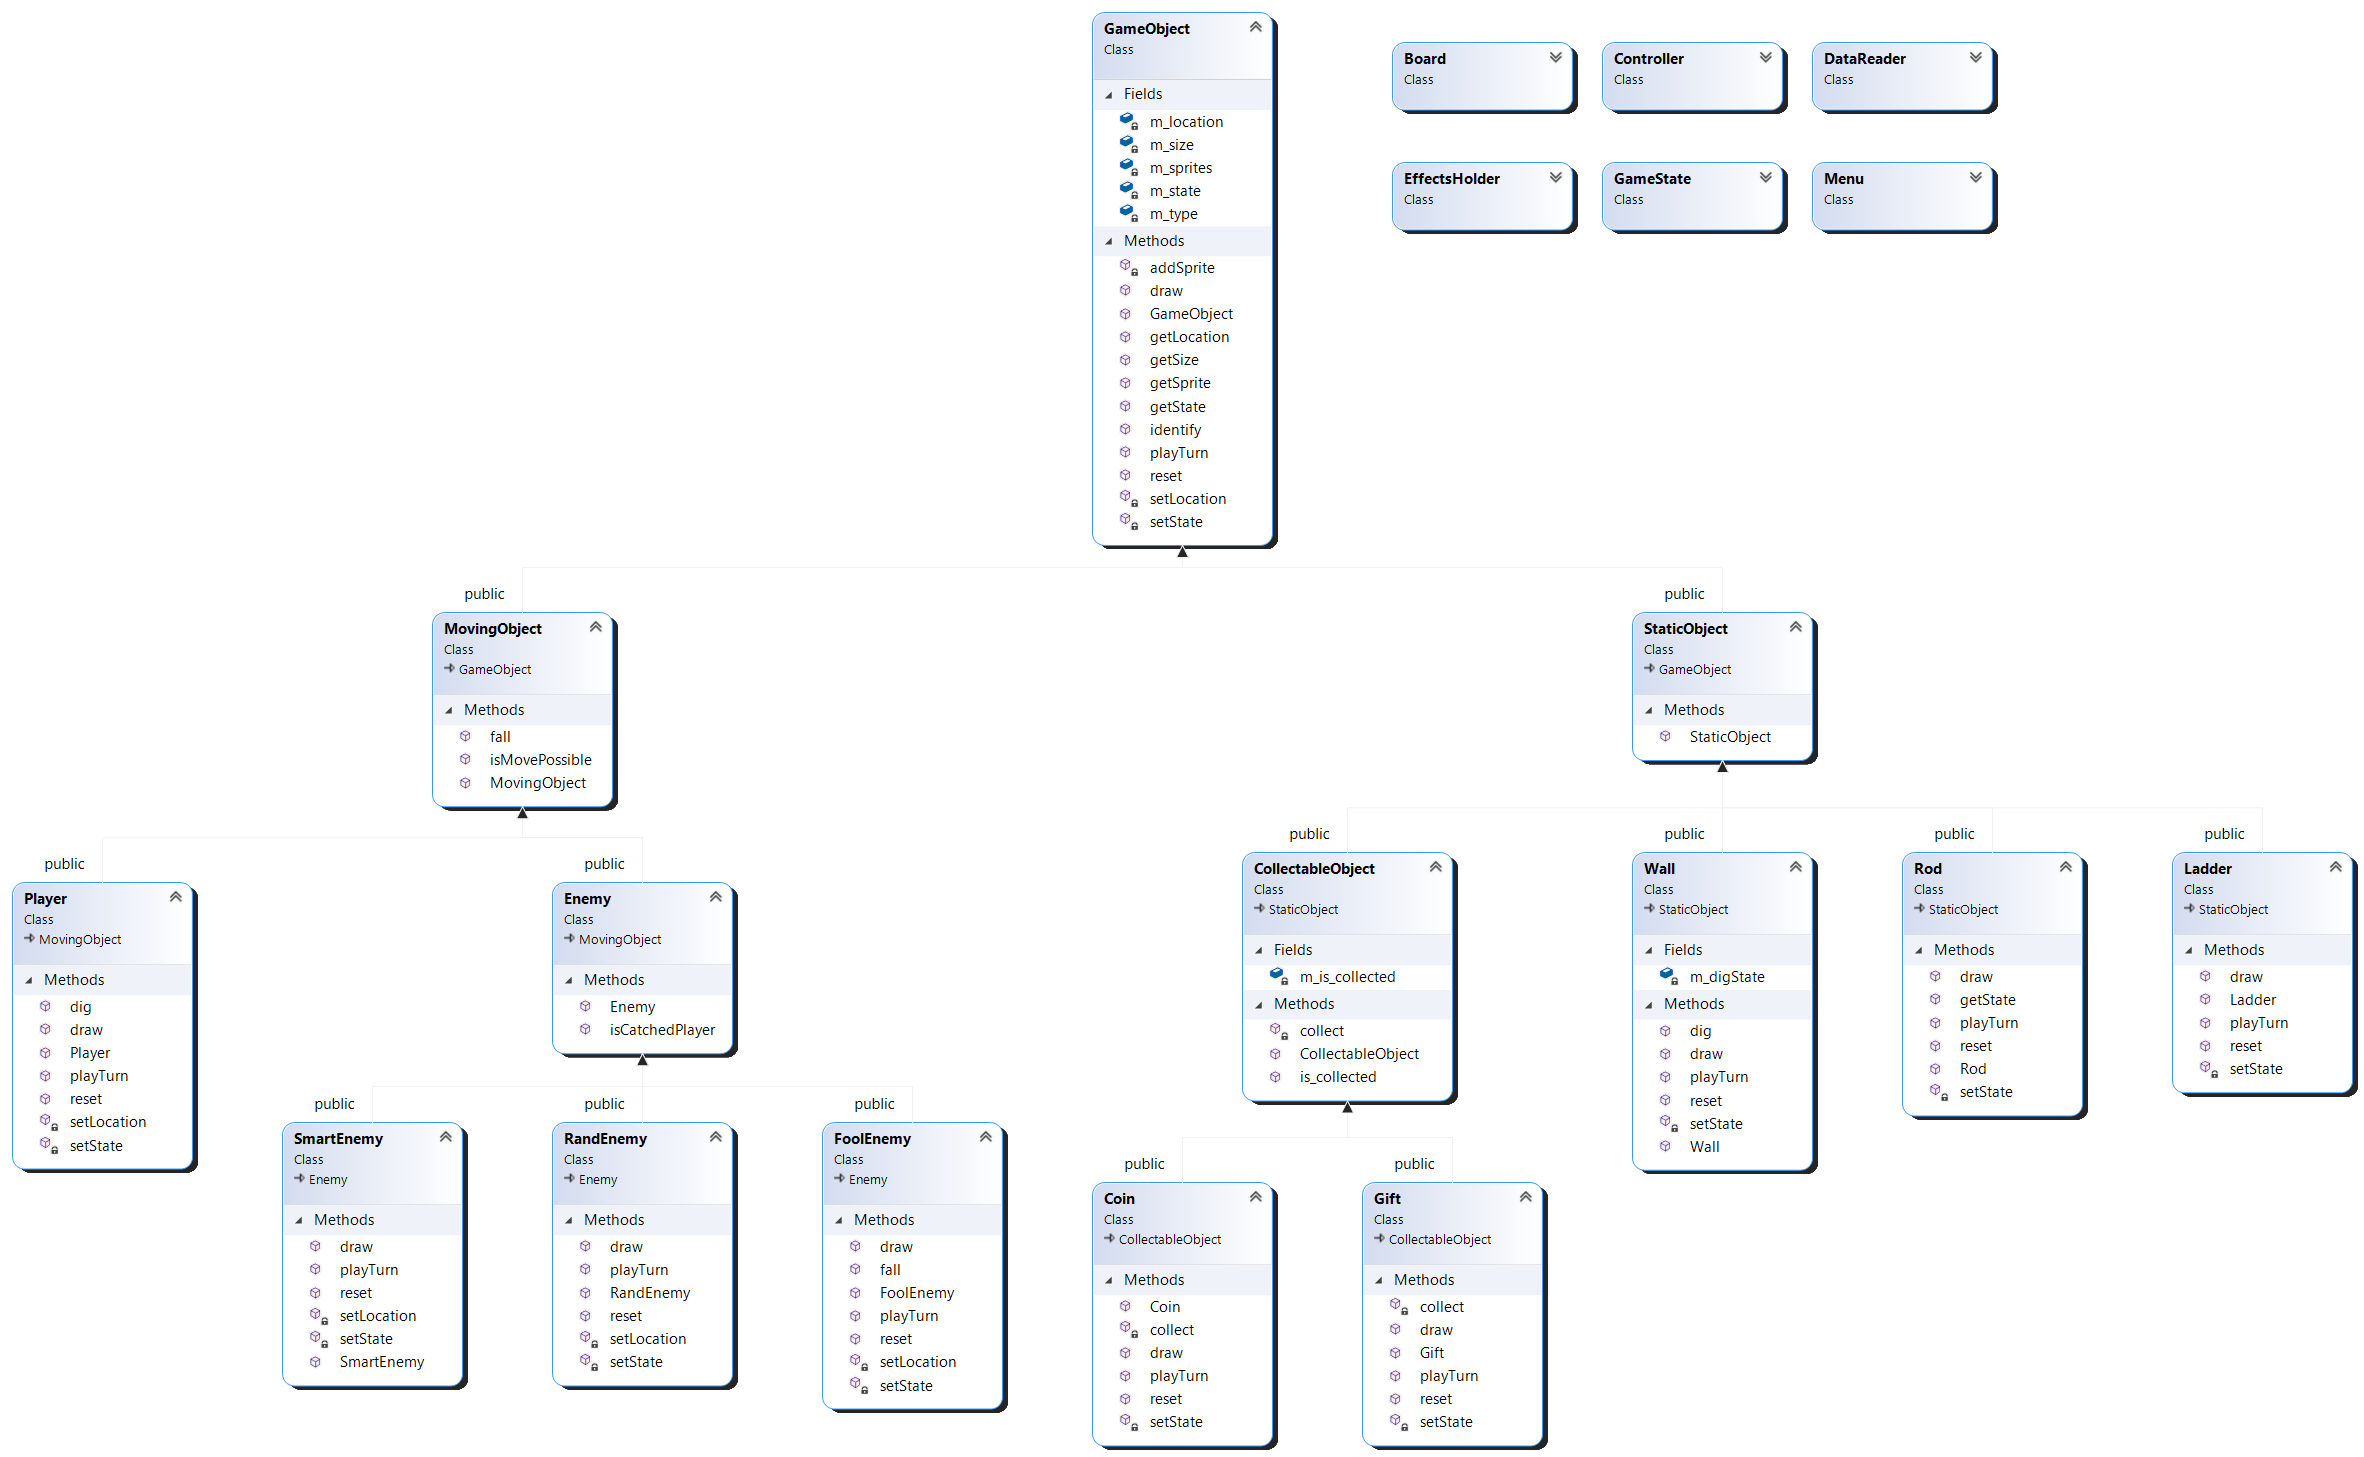 GameObject
Class
Fields
m_location
m_size
m_sprites
m_state
m_type
Methods
addSprite
draw
GameObject
getLocation
getSize
getSprite
getState
identify
playTurn
reset
setLocation
setState
Board
Class
Controller
Class
DataReader
Class
EffectsHolder
Class
GameState
Class
Menu
Class
public
MovingObject
Class
GameObject
Methods
fall
isMovePossible
MovingObject
public
StaticObject
Class
GameObject
Methods
StaticObject
public
Player
Class
MovingObject
Methods
dig
draw
Player
playTurn
reset
setLocation
setState
public
Enemy
Class
MovingObject
Methods
Enemy
isCatchedPlayer
public
SmartEnemy
Class
Enemy
Methods
draw
playTurn
reset
setLocation
setState
SmartEnemy
public
RandEnemy
Class
Enemy
Methods
draw
playTurn
RandEnemy
reset
setLocation
setState
public
FoolEnemy
Class
Enemy
Methods
draw
fall
FoolEnemy
playTurn
reset
setLocation
setState
public
CollectableObject
Class
StaticObject
Fields
m_is_collected
Methods
collect
CollectableObject
is_collected
public
Wall
Class
StaticObject
Fields
m_digState
Methods
dig
draw
playTurn
reset
setState
Wall
public
Rod
Class
StaticObject
Methods
draw
getState
playTurn
reset
Rod
setState
public
Ladder
Class
StaticObject
Methods
draw
Ladder
playTurn
reset
setState
public
Coin
Class
CollectableObject
Methods
Coin
collect
draw
playTurn
reset
setState
public
Gift
Class
CollectableObject
Methods
collect
draw
Gift
playTurn
reset
setState